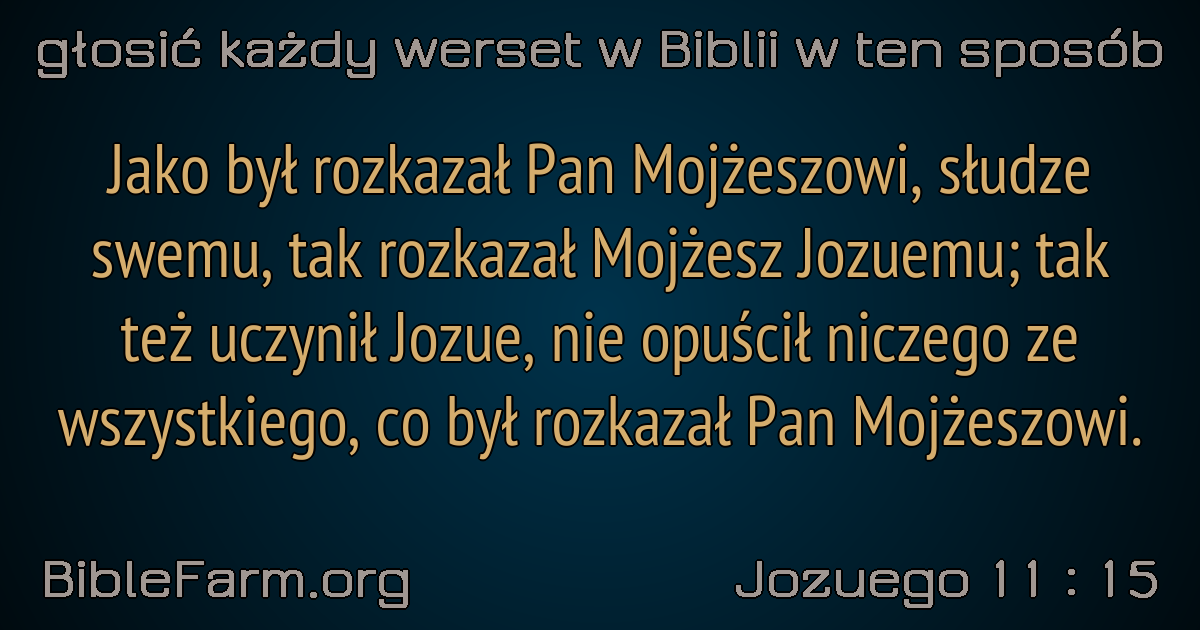 głosić każdy werset w Biblii w ten sposób
Jako był rozkazał Pan Mojżeszowi, słudze
swemu, tak rozkazał Mojżesz Jozuemu; tak
też uczynił Jozue, nie opuścił niczego ze
wszystkiego, co był rozkazał Pan Mojżeszowi.
BibleFarm.org
Jozuego 11 : 15